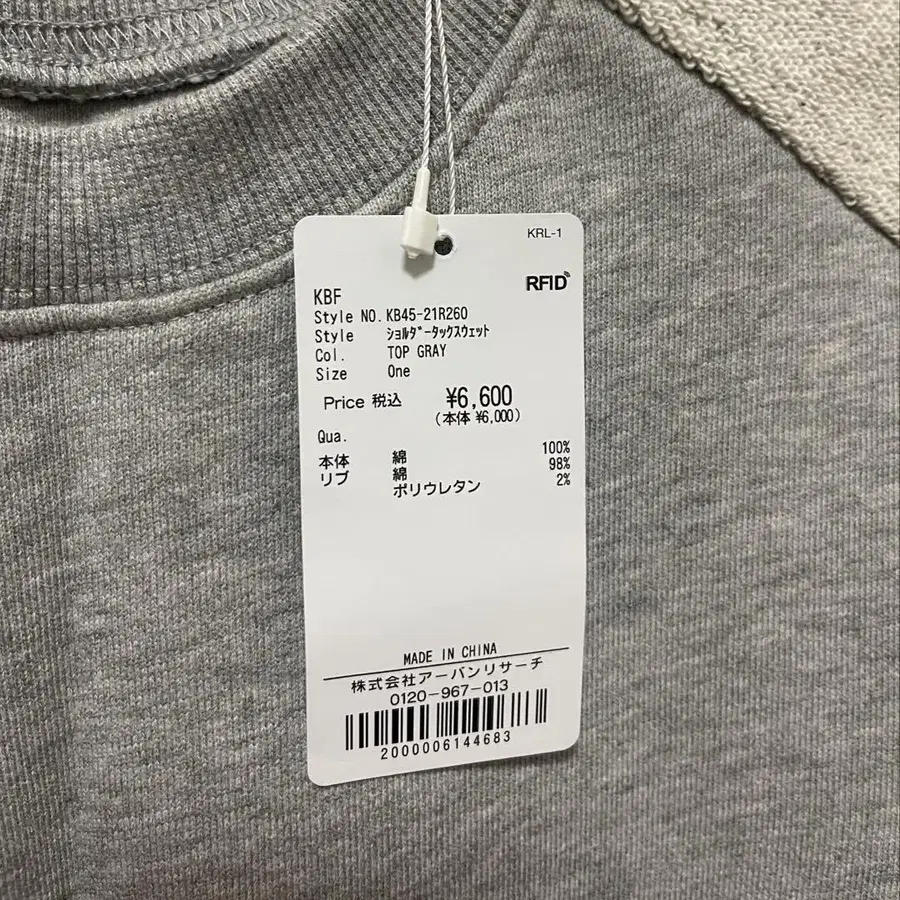 KRL-1
RFID
KBF
Style NO. KB45-21R260
Style ｼｮﾙﾀﾞｰﾀｯｸｽｳｪｯﾄ
Col. TOP GRAY
Size One
Price 税込 ¥6,600
(本体 ¥6,000)
Qua.
本体 綿 100%
リブ 綿 98%
ポリウレタン 2%
MADE IN CHINA
株式会社アーバンリサーチ
0120-967-013
2000006144683